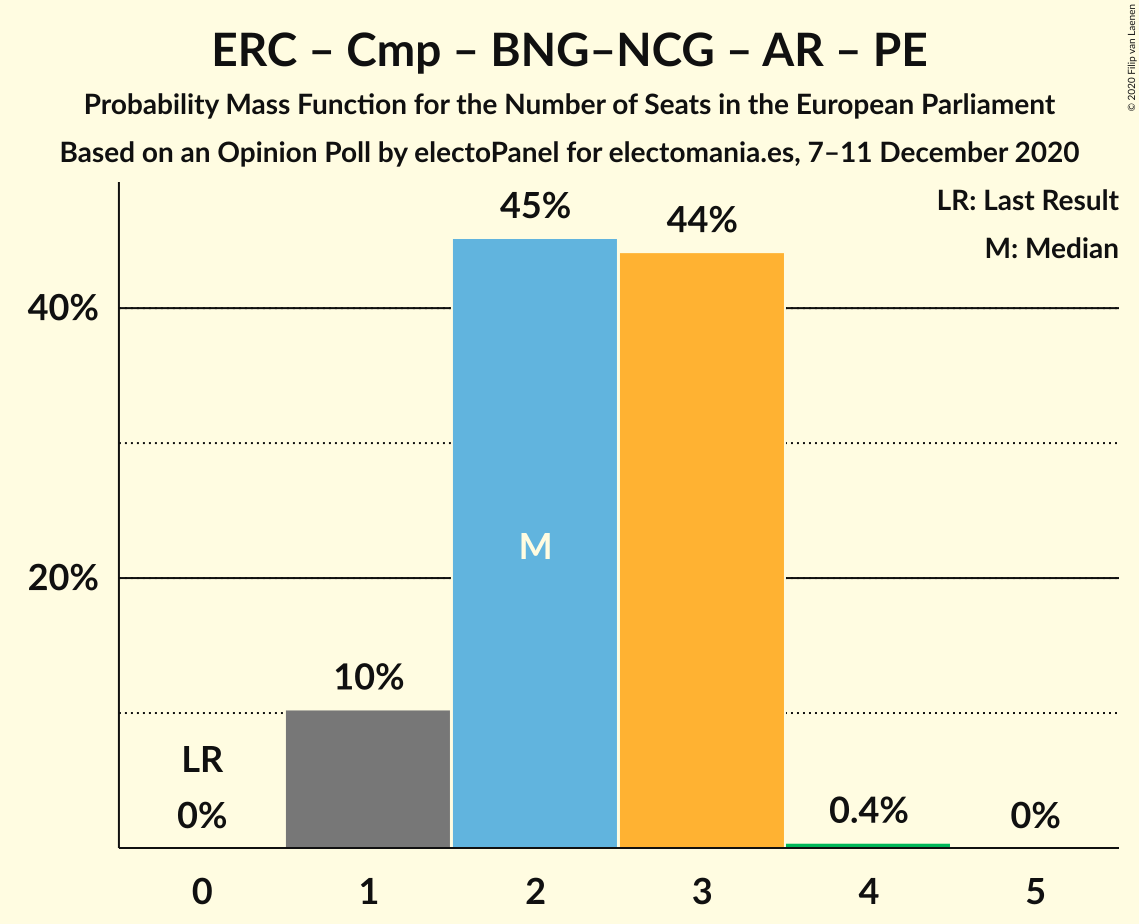 ERC – Cmp – BNG–NCG – AR – PE
Probability Mass Function for the Number of Seats in the European Parliament
Based on an Opinion Poll by electoPanel for electomania.es, 7–11 December 2020
© 2020 Filip van Laenen
LR: Last Result
M: Median
45%
44%
40%
M
20%
10%
LR
0%
0.4%
0%
0 1 2 3 4 5